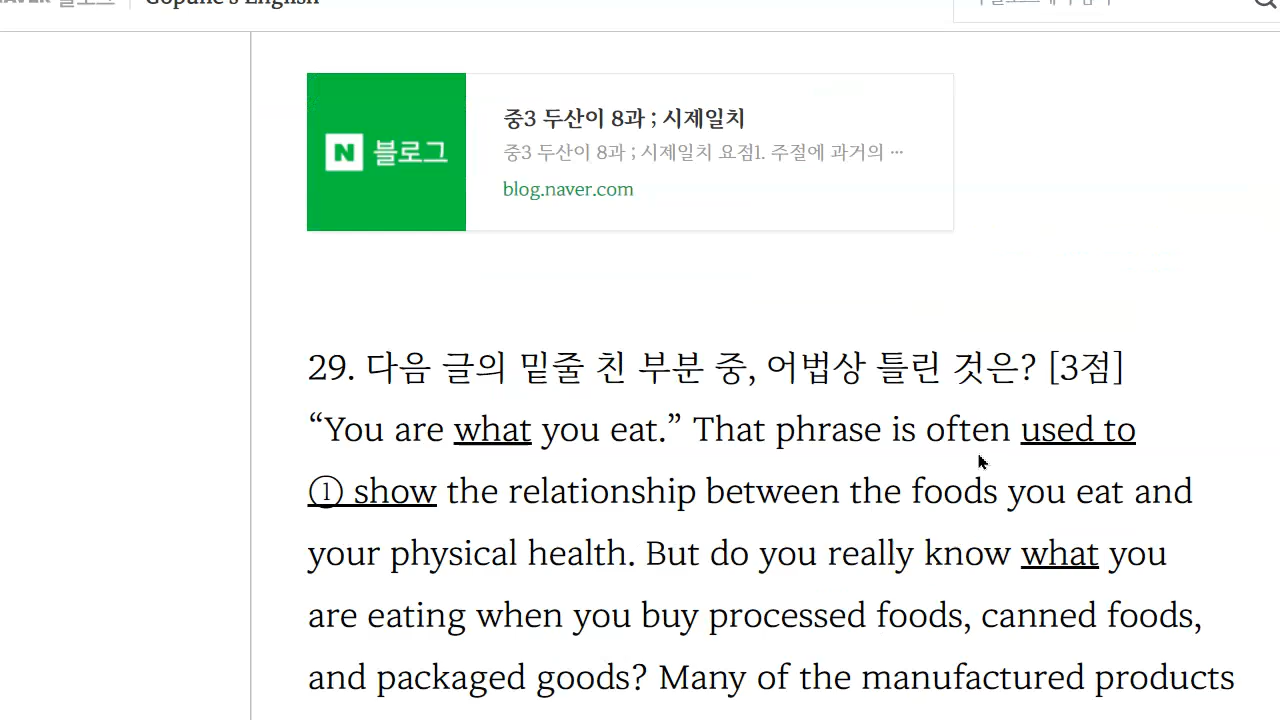 Gopune's English
N 블로그
중3 두산이 8과 ; 시제일치
중3 두산이 8과 ; 시제일치 요점1. 주절에 과거의 ···
blog.naver.com
29. 다음 글의 밑줄 친 부분 중, 어법상 틀린 것은? [3점]
“You are what you eat.” That phrase is often used to
① show the relationship between the foods you eat and
your physical health. But do you really know what you
are eating when you buy processed foods, canned foods,
and packaged goods? Many of the manufactured products